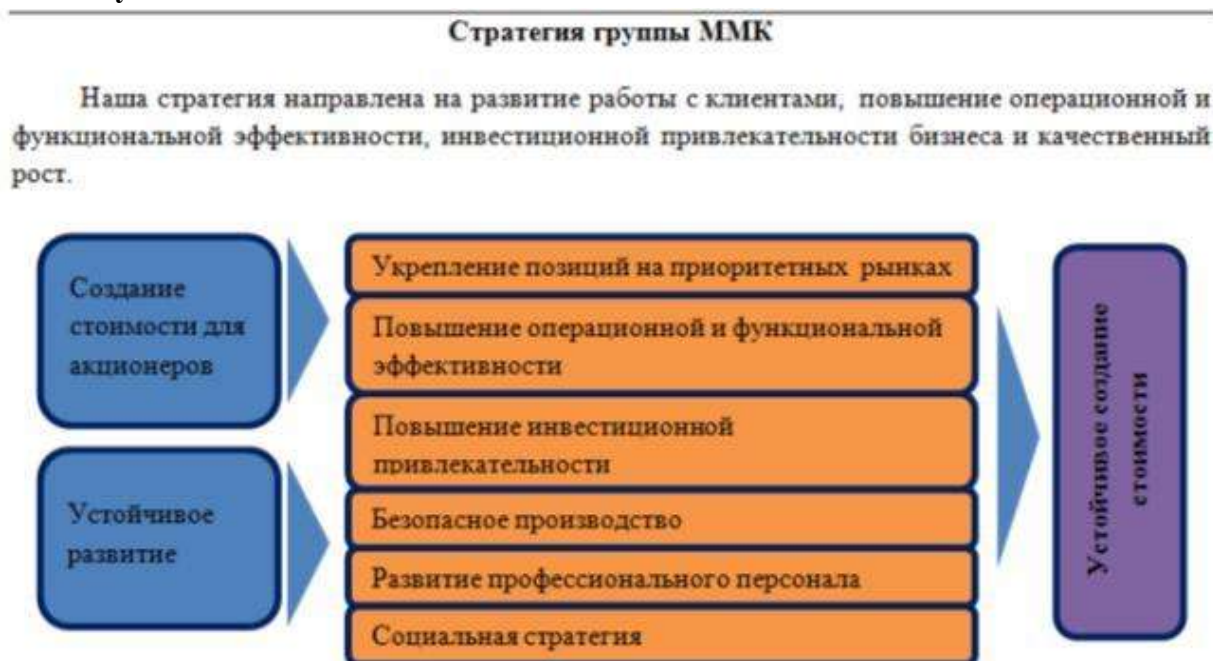 Стратегия группы ММК
Наша стратегия направлена на развитие работы с клиентами, повышение операционной и
функциональной эффективности, инвестиционной привлекательности бизнеса и качественный
рост.
Создание
стоимости для
акционеров
Устойчивое
развитие
Укрепление позиций на приоритетных рынках
Повышение операционной и функциональной
эффективности
Повышение инвестиционной
привлекательности
Безопасное производство
Развитие профессионального персонала
Социальная стратегия
Устойчивое создание
стоимости